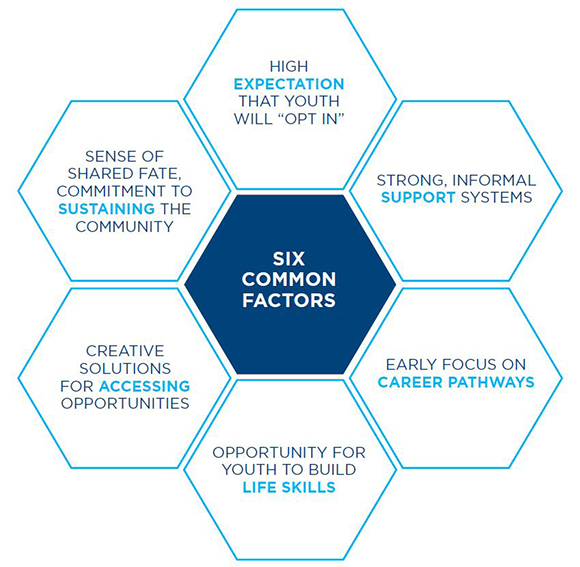 HIGH
EXPECTATION
THAT YOUTH
WILL “OPT IN”
STRONG, INFORMAL
SUPPORT SYSTEMS
EARLY FOCUS ON
CAREER PATHWAYS
OPPORTUNITY FOR
YOUTH TO BUILD
LIFE SKILLS
CREATIVE
SOLUTIONS
FOR ACCESSING
OPPORTUNITIES
SENSE OF
SHARED FATE,
COMMITMENT TO
SUSTAINING THE
COMMUNITY
SIX
COMMON
FACTORS